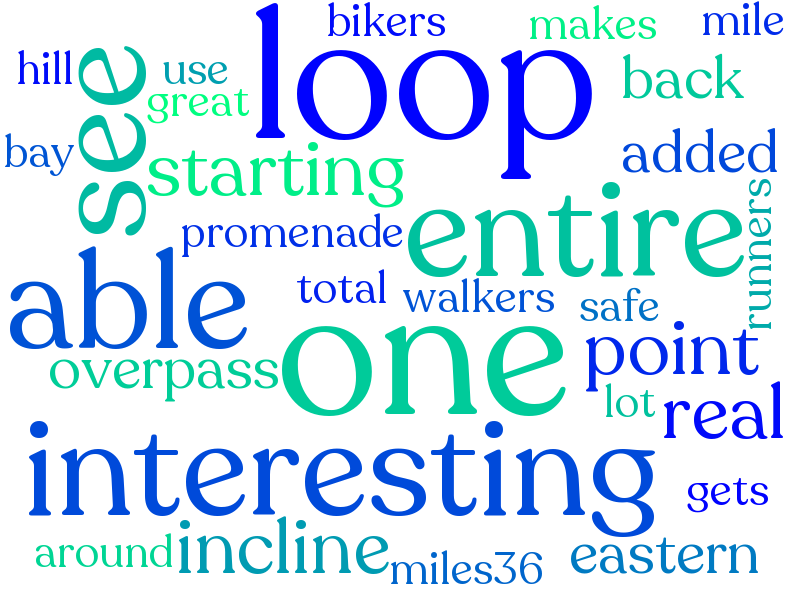 bikers
makes
mile
loop
hill
use
back
see
great
bay
added
starting
runners
entire
promenade
able
total
walkers
safe
one
point
overpass
lot
real
interesting
gets
around
incline
miles36
eastern